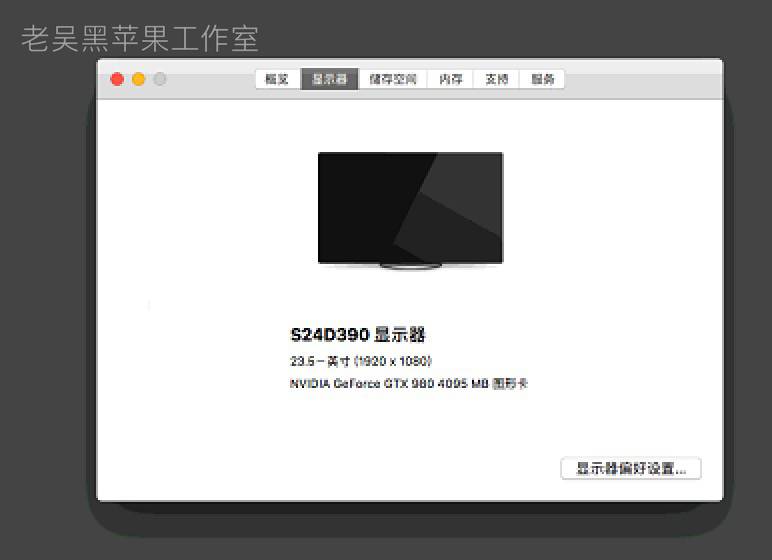 老吴黑苹果工作室
概览 显示器 储存空间 内存 支持 服务
S24D390 显示器
23.5－英寸 (1920 x 1080)
NVIDIA GeForce GTX 980 4095 MB 图形卡
显示器偏好设置...